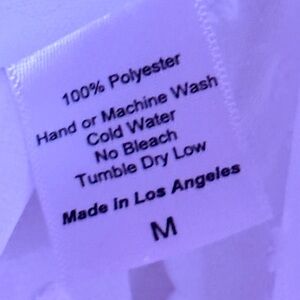 100% Polyester
Hand or Machine Wash
Cold Water
No Bleach
Tumble Dry Low
Made in Los Angeles
M